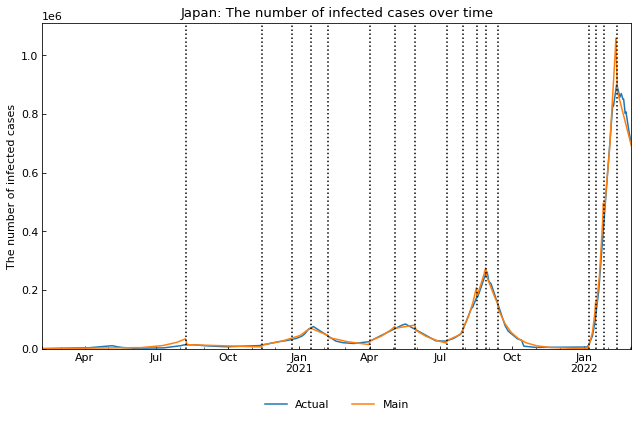 Japan: The number of infected cases over time
1e6
The number of infected cases
1.0
0.8
0.6
0.4
0.2
0.0
Apr Jul Oct Jan Apr Jul Oct Jan
2021 2022
Actual Main